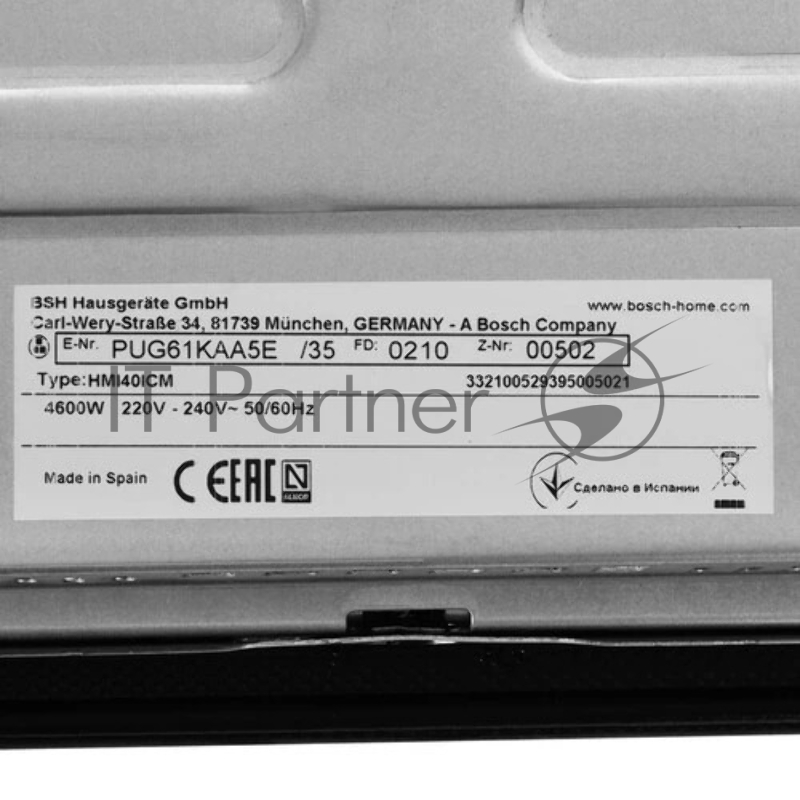 BSH Hausgeräte GmbH
www.bosch-home.com
Carl-Wery-Straße 34, 81739 München, GERMANY - A Bosch Company
E-Nr. PUG61KAA5E /35 FD: 0210 Z-Nr: 00502
Type: HMI40ICM 332100529395005021
4600W 220V - 240V~ 50/60Hz
IT Partner
Made in Spain CE EAC N
Сделано в Испании